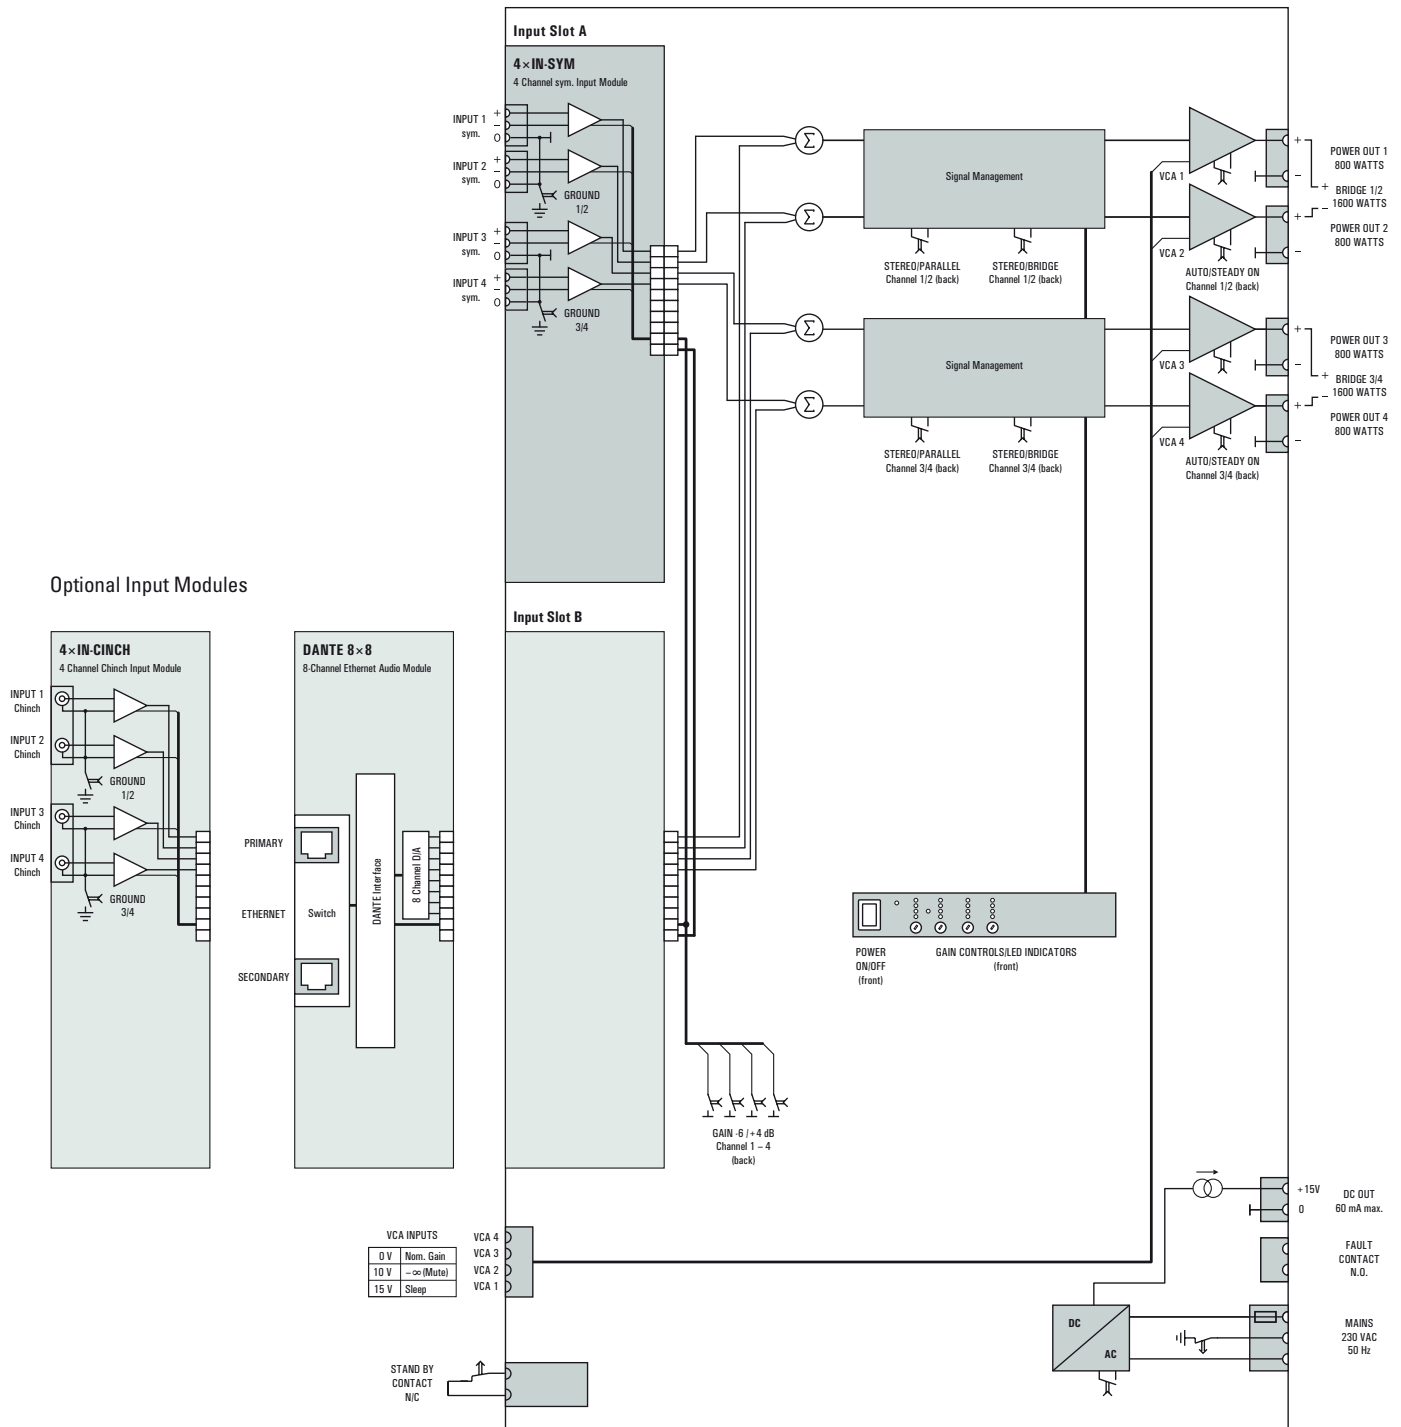 Input Slot A
4×IN-SYM
4 Channel sym. Input Module
INPUT 1
sym.
+
–
0
INPUT 2
sym.
+
–
0
GROUND
1/2
INPUT 3
sym.
+
–
0
INPUT 4
sym.
+
–
0
GROUND
3/4
Σ
Σ
Σ
Σ
Signal Management
STEREO/PARALLEL
Channel 1/2 (back)
STEREO/BRIDGE
Channel 1/2 (back)
Signal Management
STEREO/PARALLEL
Channel 3/4 (back)
STEREO/BRIDGE
Channel 3/4 (back)
VCA 1
VCA 2
AUTO/STEADY ON
Channel 1/2 (back)
VCA 3
VCA 4
AUTO/STEADY ON
Channel 3/4 (back)
+
–
POWER OUT 1
800 WATTS
+ BRIDGE 1/2
– 1600 WATTS
+
–
POWER OUT 2
800 WATTS
+
–
POWER OUT 3
800 WATTS
+ BRIDGE 3/4
– 1600 WATTS
+
–
POWER OUT 4
800 WATTS
Optional Input Modules
4×IN-CINCH
4 Channel Chinch Input Module
INPUT 1
Chinch
INPUT 2
Chinch
GROUND
1/2
INPUT 3
Chinch
INPUT 4
Chinch
GROUND
3/4
DANTE 8×8
8-Channel Ethernet Audio Module
PRIMARY
ETHERNET
SECONDARY
Switch
DANTE Interface
8 Channel D/A
Input Slot B
POWER
ON/OFF
(front)
GAIN CONTROLS/LED INDICATORS
(front)
GAIN -6 /+4 dB
Channel 1 – 4
(back)
VCA INPUTS
0 V Nom. Gain
10 V –∞(Mute)
15 V Sleep
VCA 4
VCA 3
VCA 2
VCA 1
STAND BY
CONTACT
N/C
+15V
0
DC OUT
60 mA max.
FAULT
CONTACT
N.O.
DC
AC
MAINS
230 VAC
50 Hz